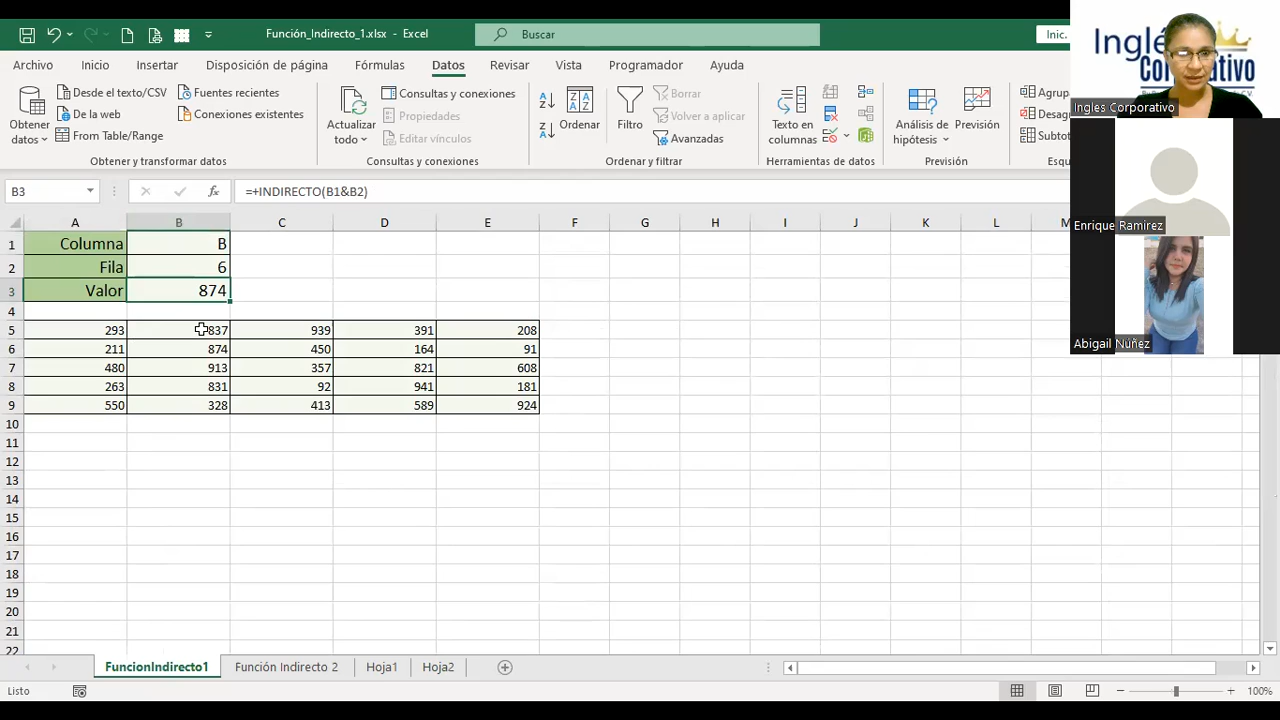 Función_Indirecto_1.xlsx - Excel
Buscar
Inic.
Archivo Inicio Insertar Disposición de página Fórmulas Datos Revisar Vista Programador Ayuda
Obtener datos
Desde el texto/CSV
De la web
From Table/Range
Fuentes recientes
Conexiones existentes
Obtener y transformar datos
Actualizar todo
Consultas y conexiones
Propiedades
Editar vínculos
Consultas y conexiones
Ordenar
Filtro
Borrar
Volver a aplicar
Avanzadas
Ordenar y filtrar
Texto en columnas
Herramientas de datos
Análisis de hipótesis
Previsión
Previsión
Agrup
Desag
Subtot
Esqu
B3
fx
=+INDIRECTO(B1&B2)
A B C D E F G H I J K L M
1 Columna B
2 Fila 6
3 Valor 874
4
5 293 837 939 391 208
6 211 874 450 164 91
7 480 913 357 821 608
8 263 831 92 941 181
9 550 328 413 589 924
10
11
12
13
14
15
16
17
18
19
20
21
22
FuncionIndirecto1 Función Indirecto 2 Hoja1 Hoja2
Listo
100%
Ingles Corporativo
Enrique Ramirez
Abigail Nuñez